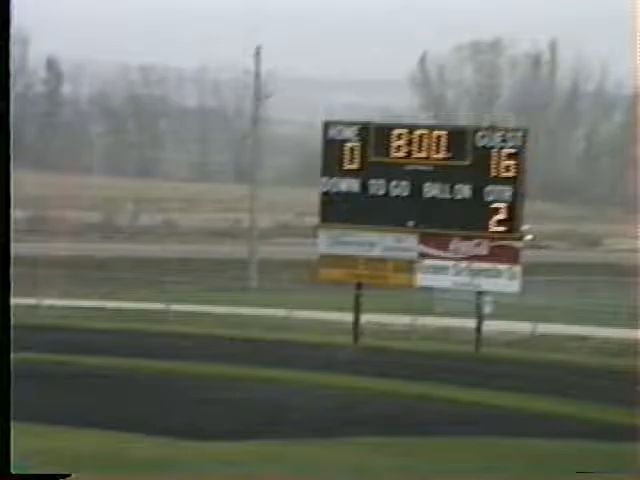 HOME 8:00 GUEST
0 16
DOWN TO GO BALL ON QTR
2
Coca-Cola